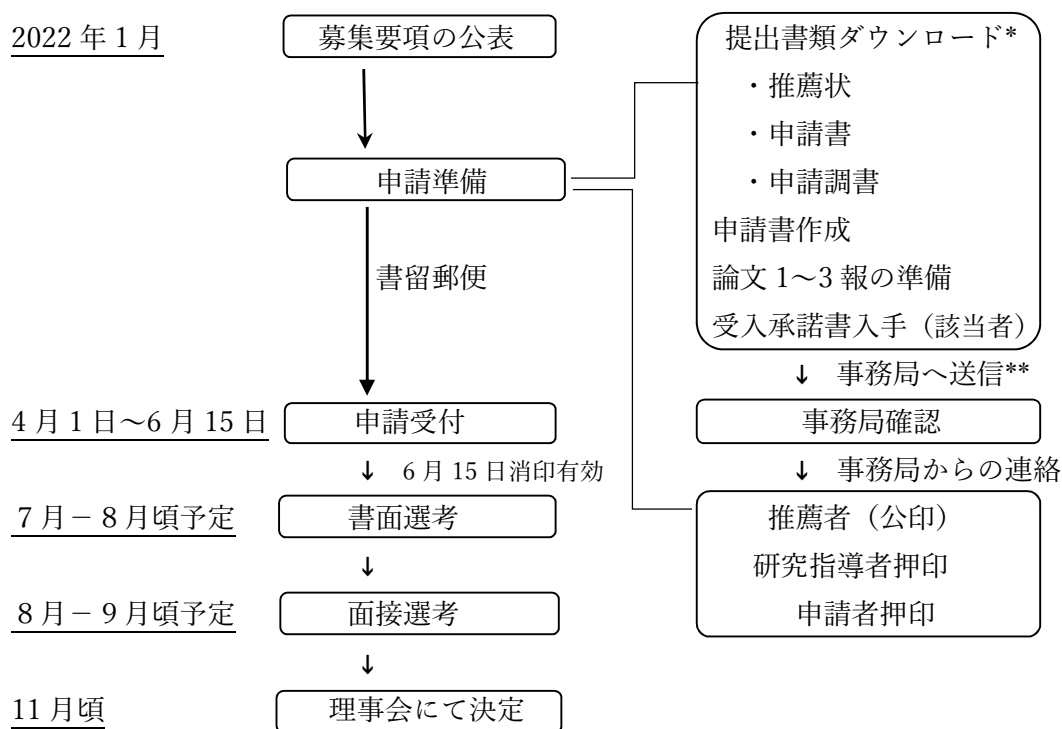 2022 年 1 月
募集要項の公表
申請準備
書留郵便
4 月 1 日～6 月 15 日
申請受付
↓ 6 月 15 日消印有効
7 月 － 8 月頃予定
書面選考
↓
8 月 － 9 月頃予定
面接選考
↓
11 月頃
理事会にて決定
提出書類ダウンロード*
・推薦状
・申請書
・申請調書
申請書作成
論文 1～3 報の準備
受入承諾書入手（該当者）
↓ 事務局へ送信**
事務局確認
↓ 事務局からの連絡
推薦者（公印）
研究指導者押印
申請者押印